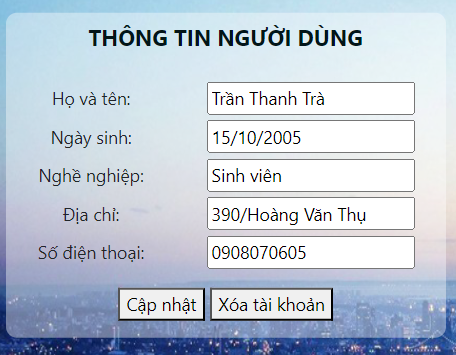 THÔNG TIN NGƯỜI DÙNG
Họ và tên: Trần Thanh Trà
Ngày sinh: 15/10/2005
Nghề nghiệp: Sinh viên
Địa chỉ: 390/Hoàng Văn Thụ
Số điện thoại: 0908070605
Cập nhật Xóa tài khoản